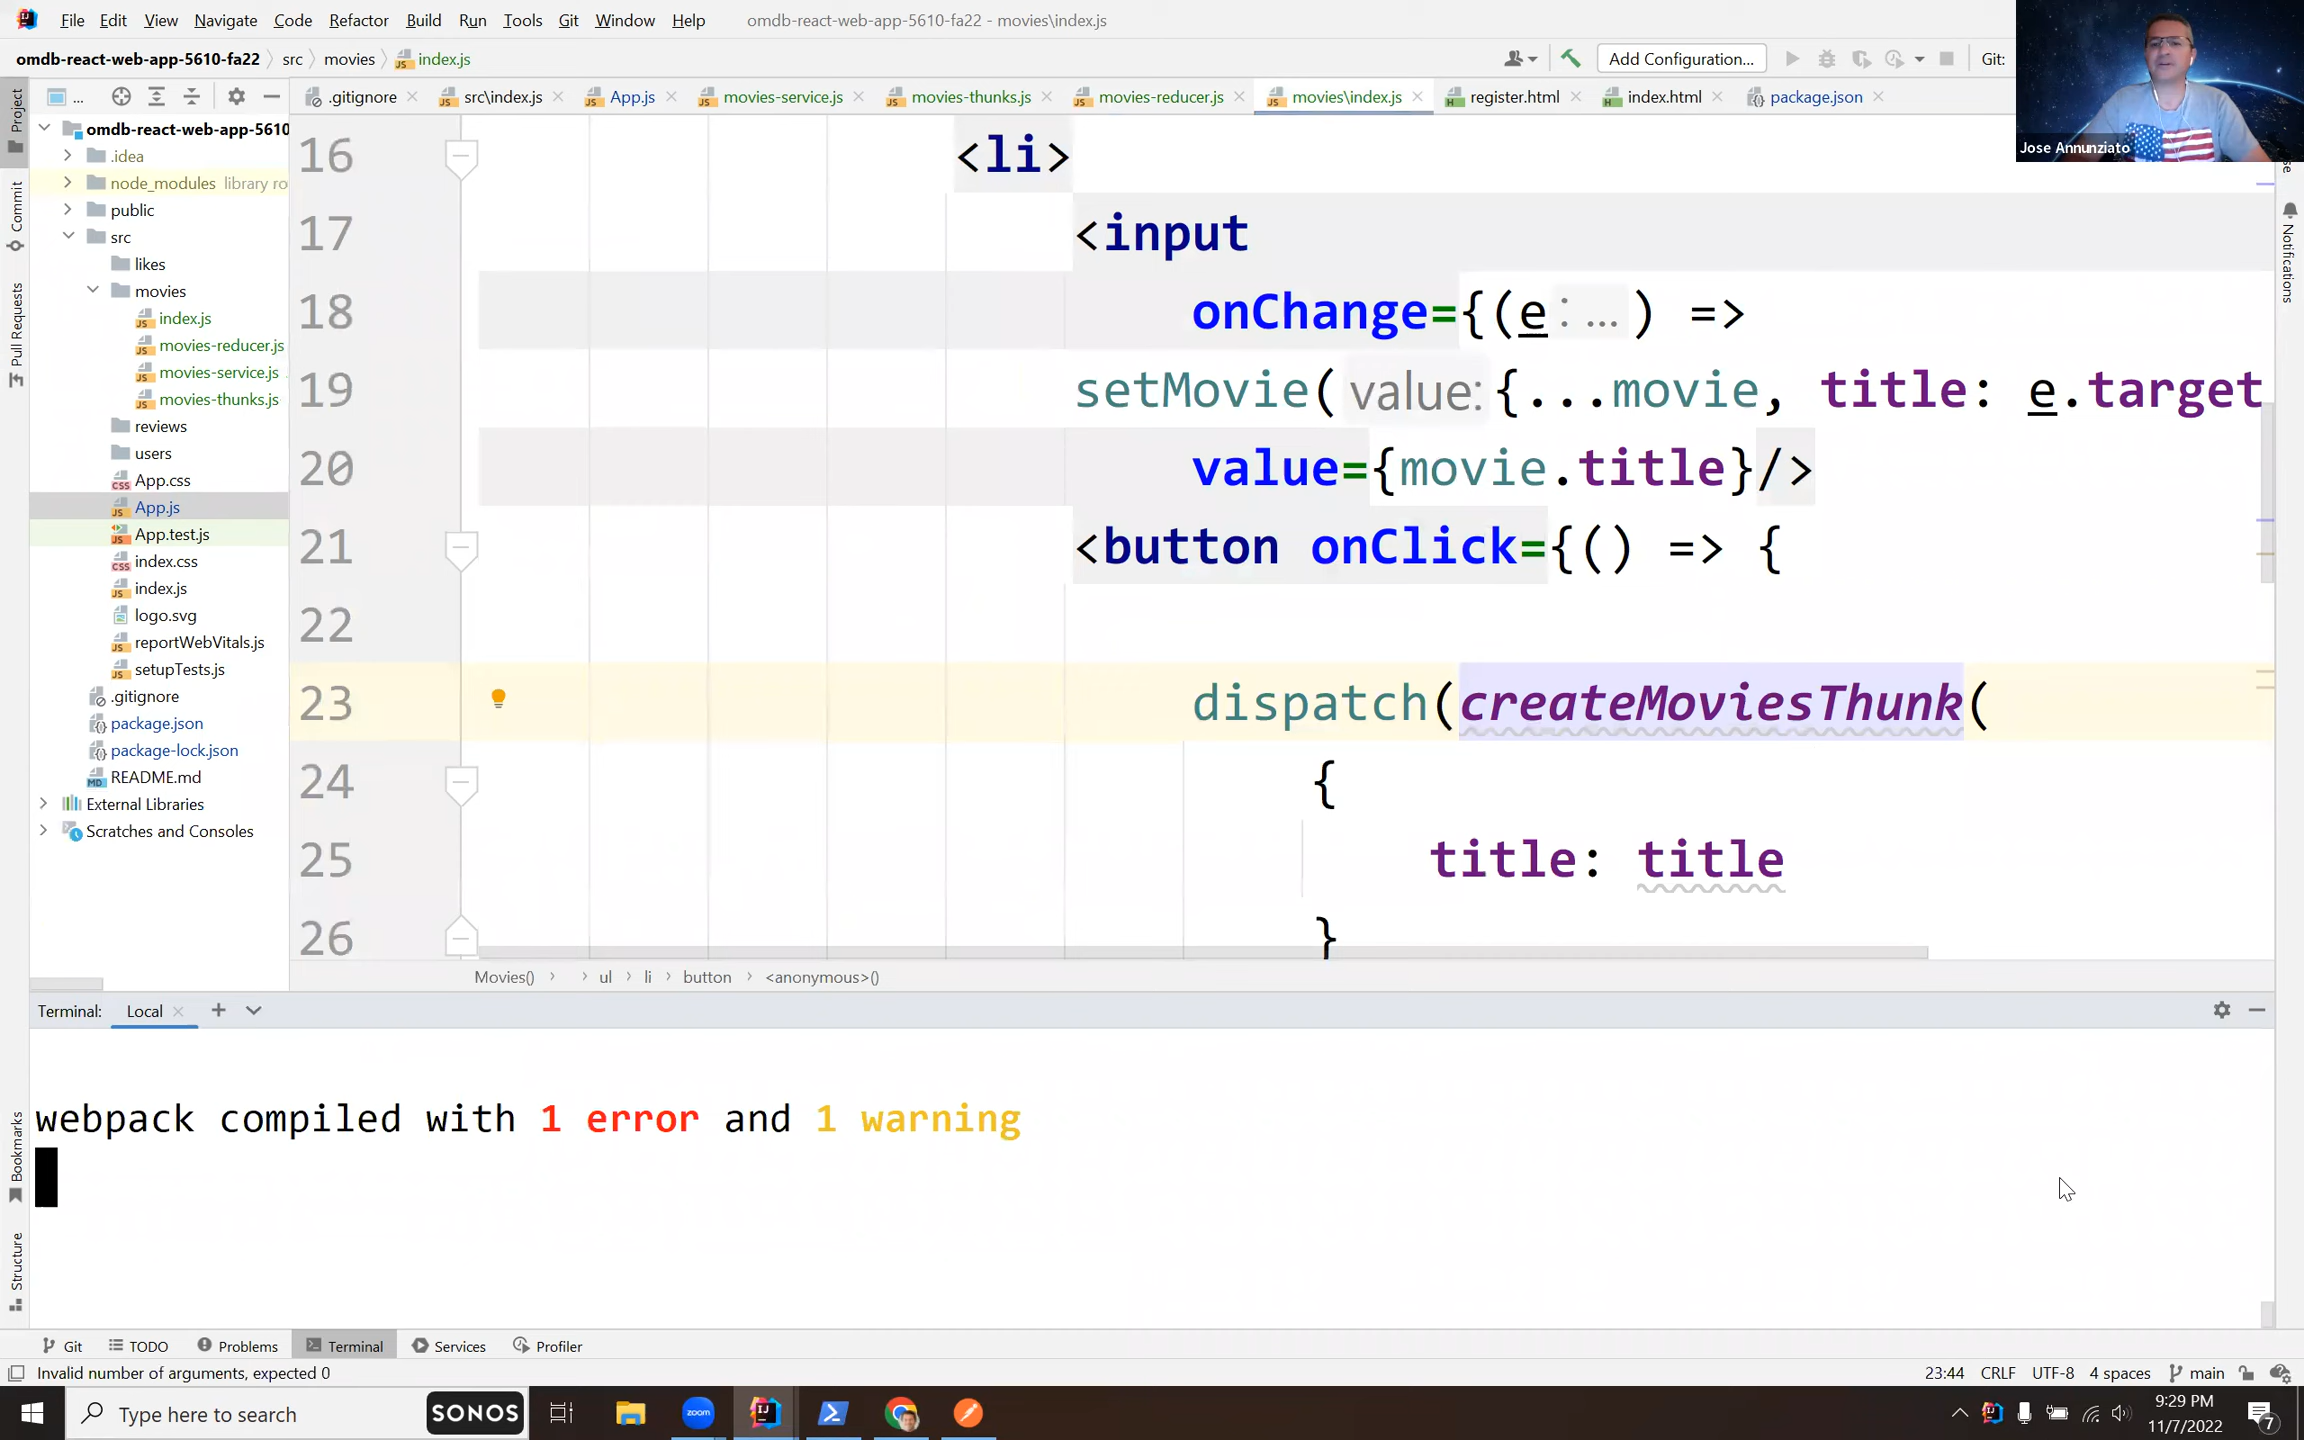 File Edit View Navigate Code Refactor Build Run Tools Git Window Help omdb-react-web-app-5610-fa22 - movies\index.js
omdb-react-web-app-5610-fa22 src movies index.js Add Configuration... Git:
... .gitignore src\index.js App.js movies-service.js movies-thunks.js movies-reducer.js movies\index.js register.html index.html package.json
Jose Annunziato
Project
Commit
Pull Requests
Bookmarks
Structure
Notifications
omdb-react-web-app-5610
.idea
node_modules library ro
public
src
likes
movies
index.js
movies-reducer.js
movies-service.js
movies-thunks.js
reviews
users
App.css
App.js
App.test.js
index.css
index.js
logo.svg
reportWebVitals.js
setupTests.js
.gitignore
package.json
package-lock.json
README.md
External Libraries
Scratches and Consoles
16 <li>
17 <input
18 onChange={(e: ...) =>
19 setMovie( value: {...movie, title: e.target
20 value={movie.title}/>
21 <button onClick={() => {
22
23 dispatch(createMoviesThunk(
24 {
25 title: title
26 }
Movies() ul li button <anonymous>()
Terminal: Local
webpack compiled with 1 error and 1 warning
Git TODO Problems Terminal Services Profiler
Invalid number of arguments, expected 0 23:44 CRLF UTF-8 4 spaces main
Type here to search SONOS zoom 9:29 PM
11/7/2022 7